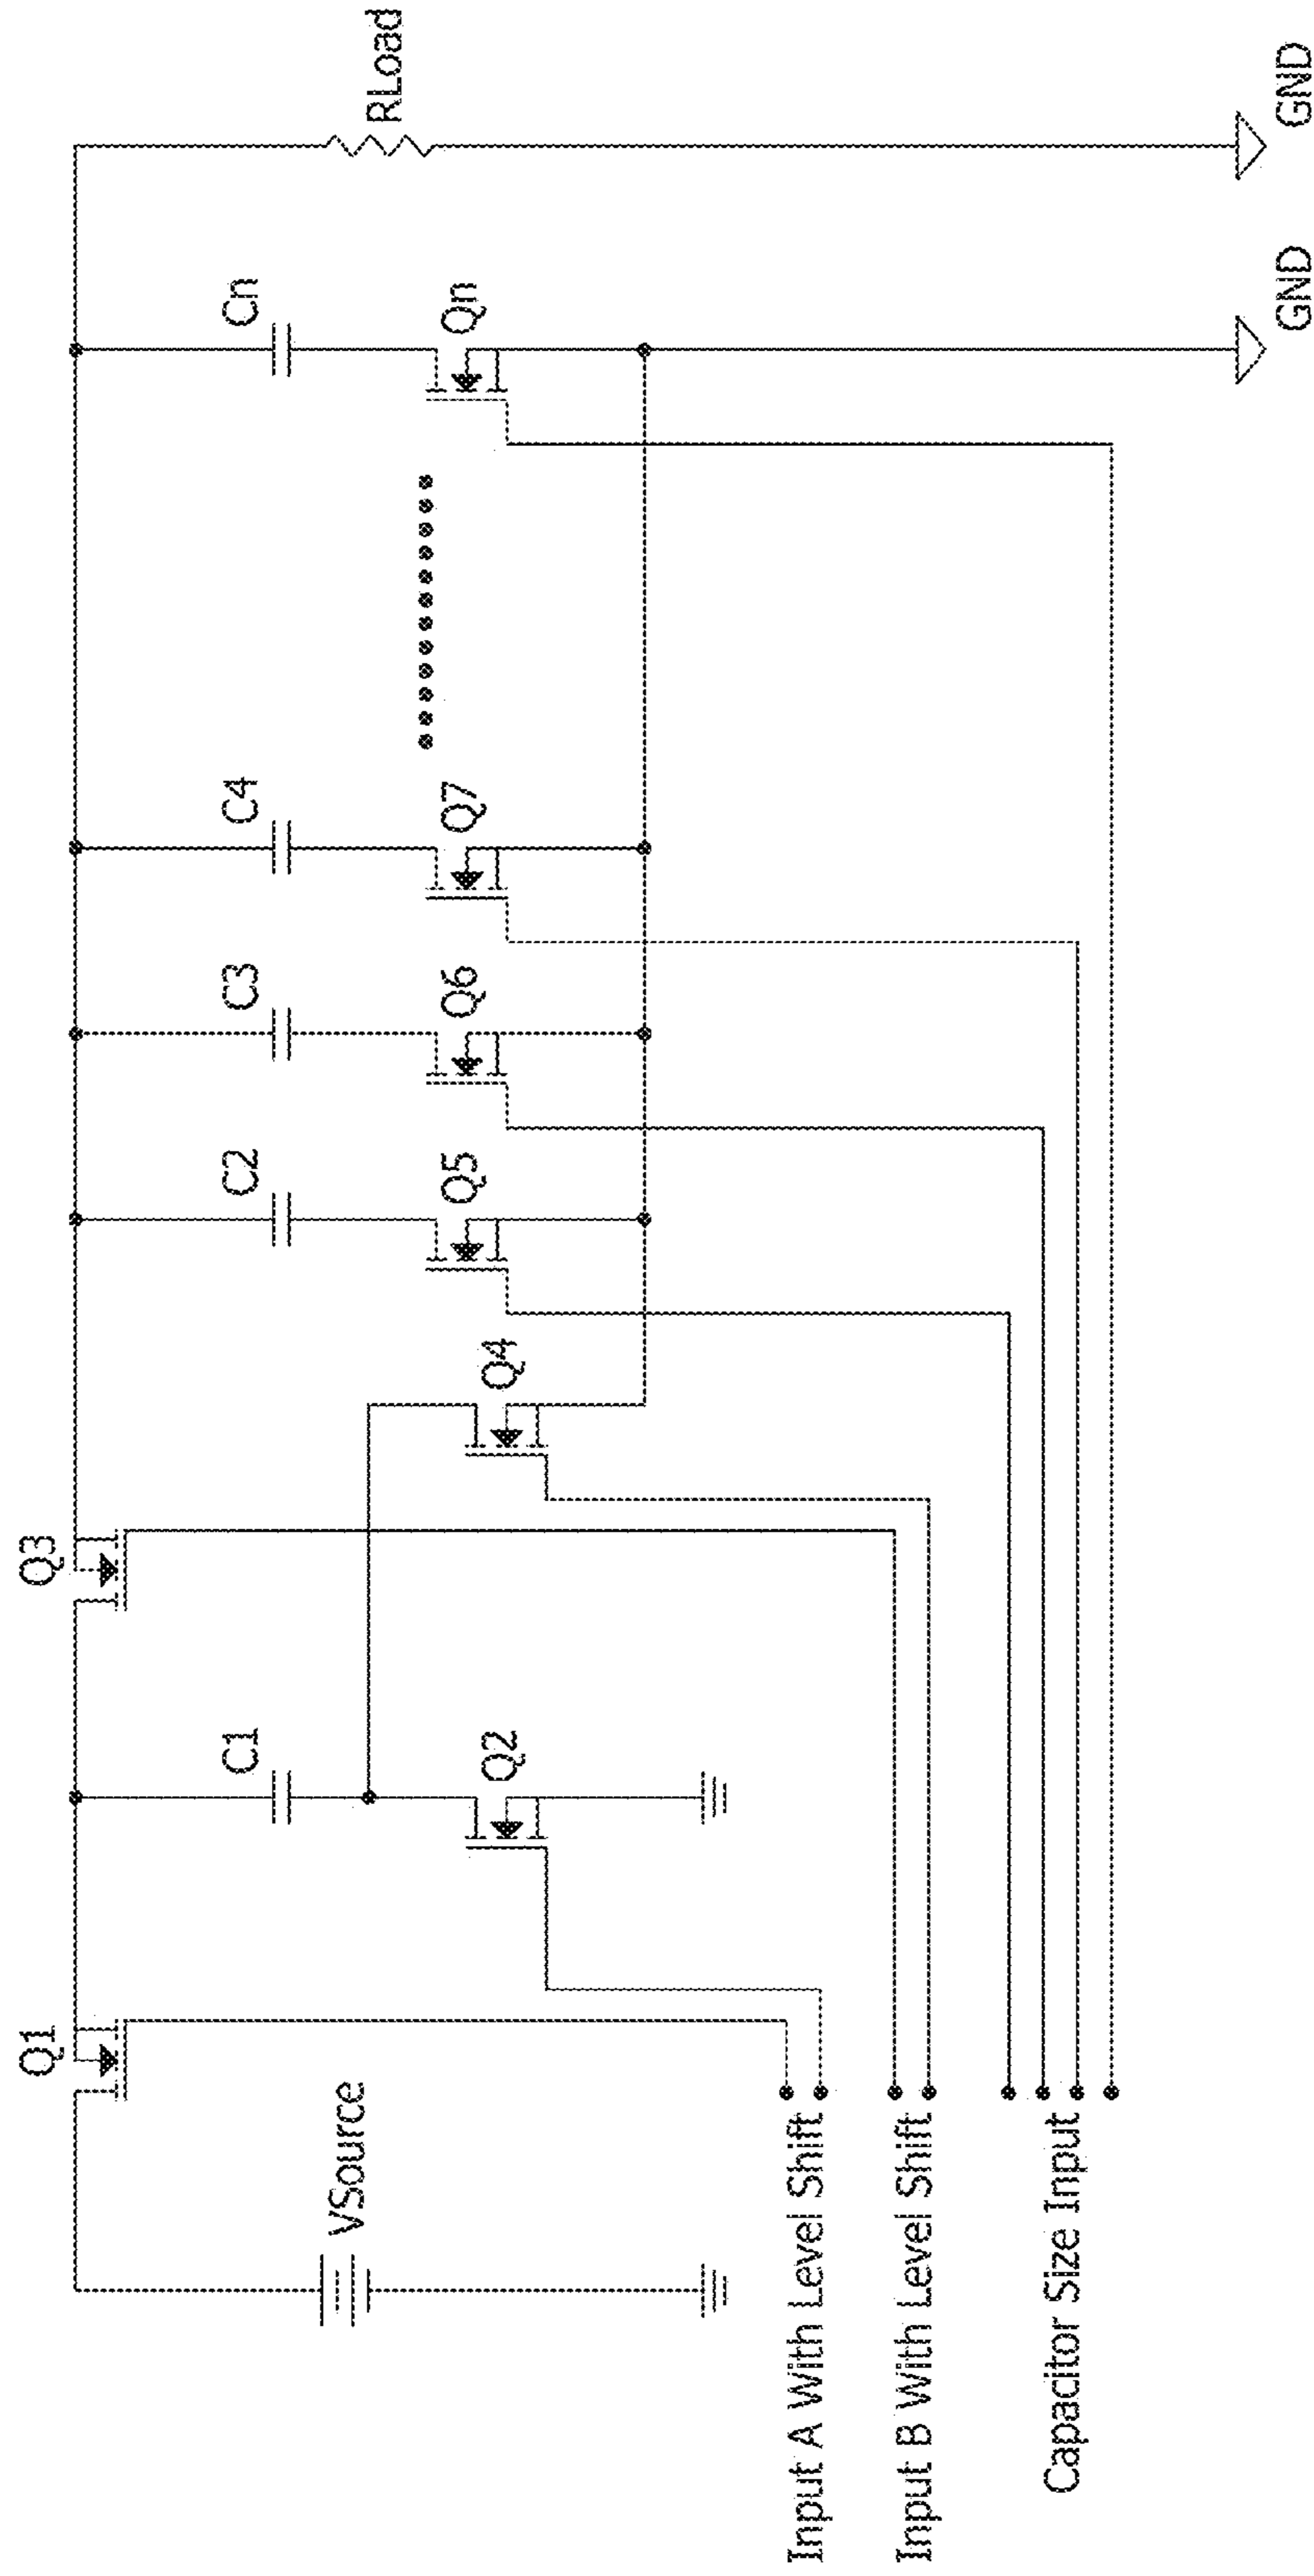 Q1
Q3
VSource
C1
C2
C3
C4
Cn
RLoad
Q2
Q4
Q5
Q6
Q7
Qn
Input A With Level Shift
Input B With Level Shift
Capacitor Size Input
GND
GND